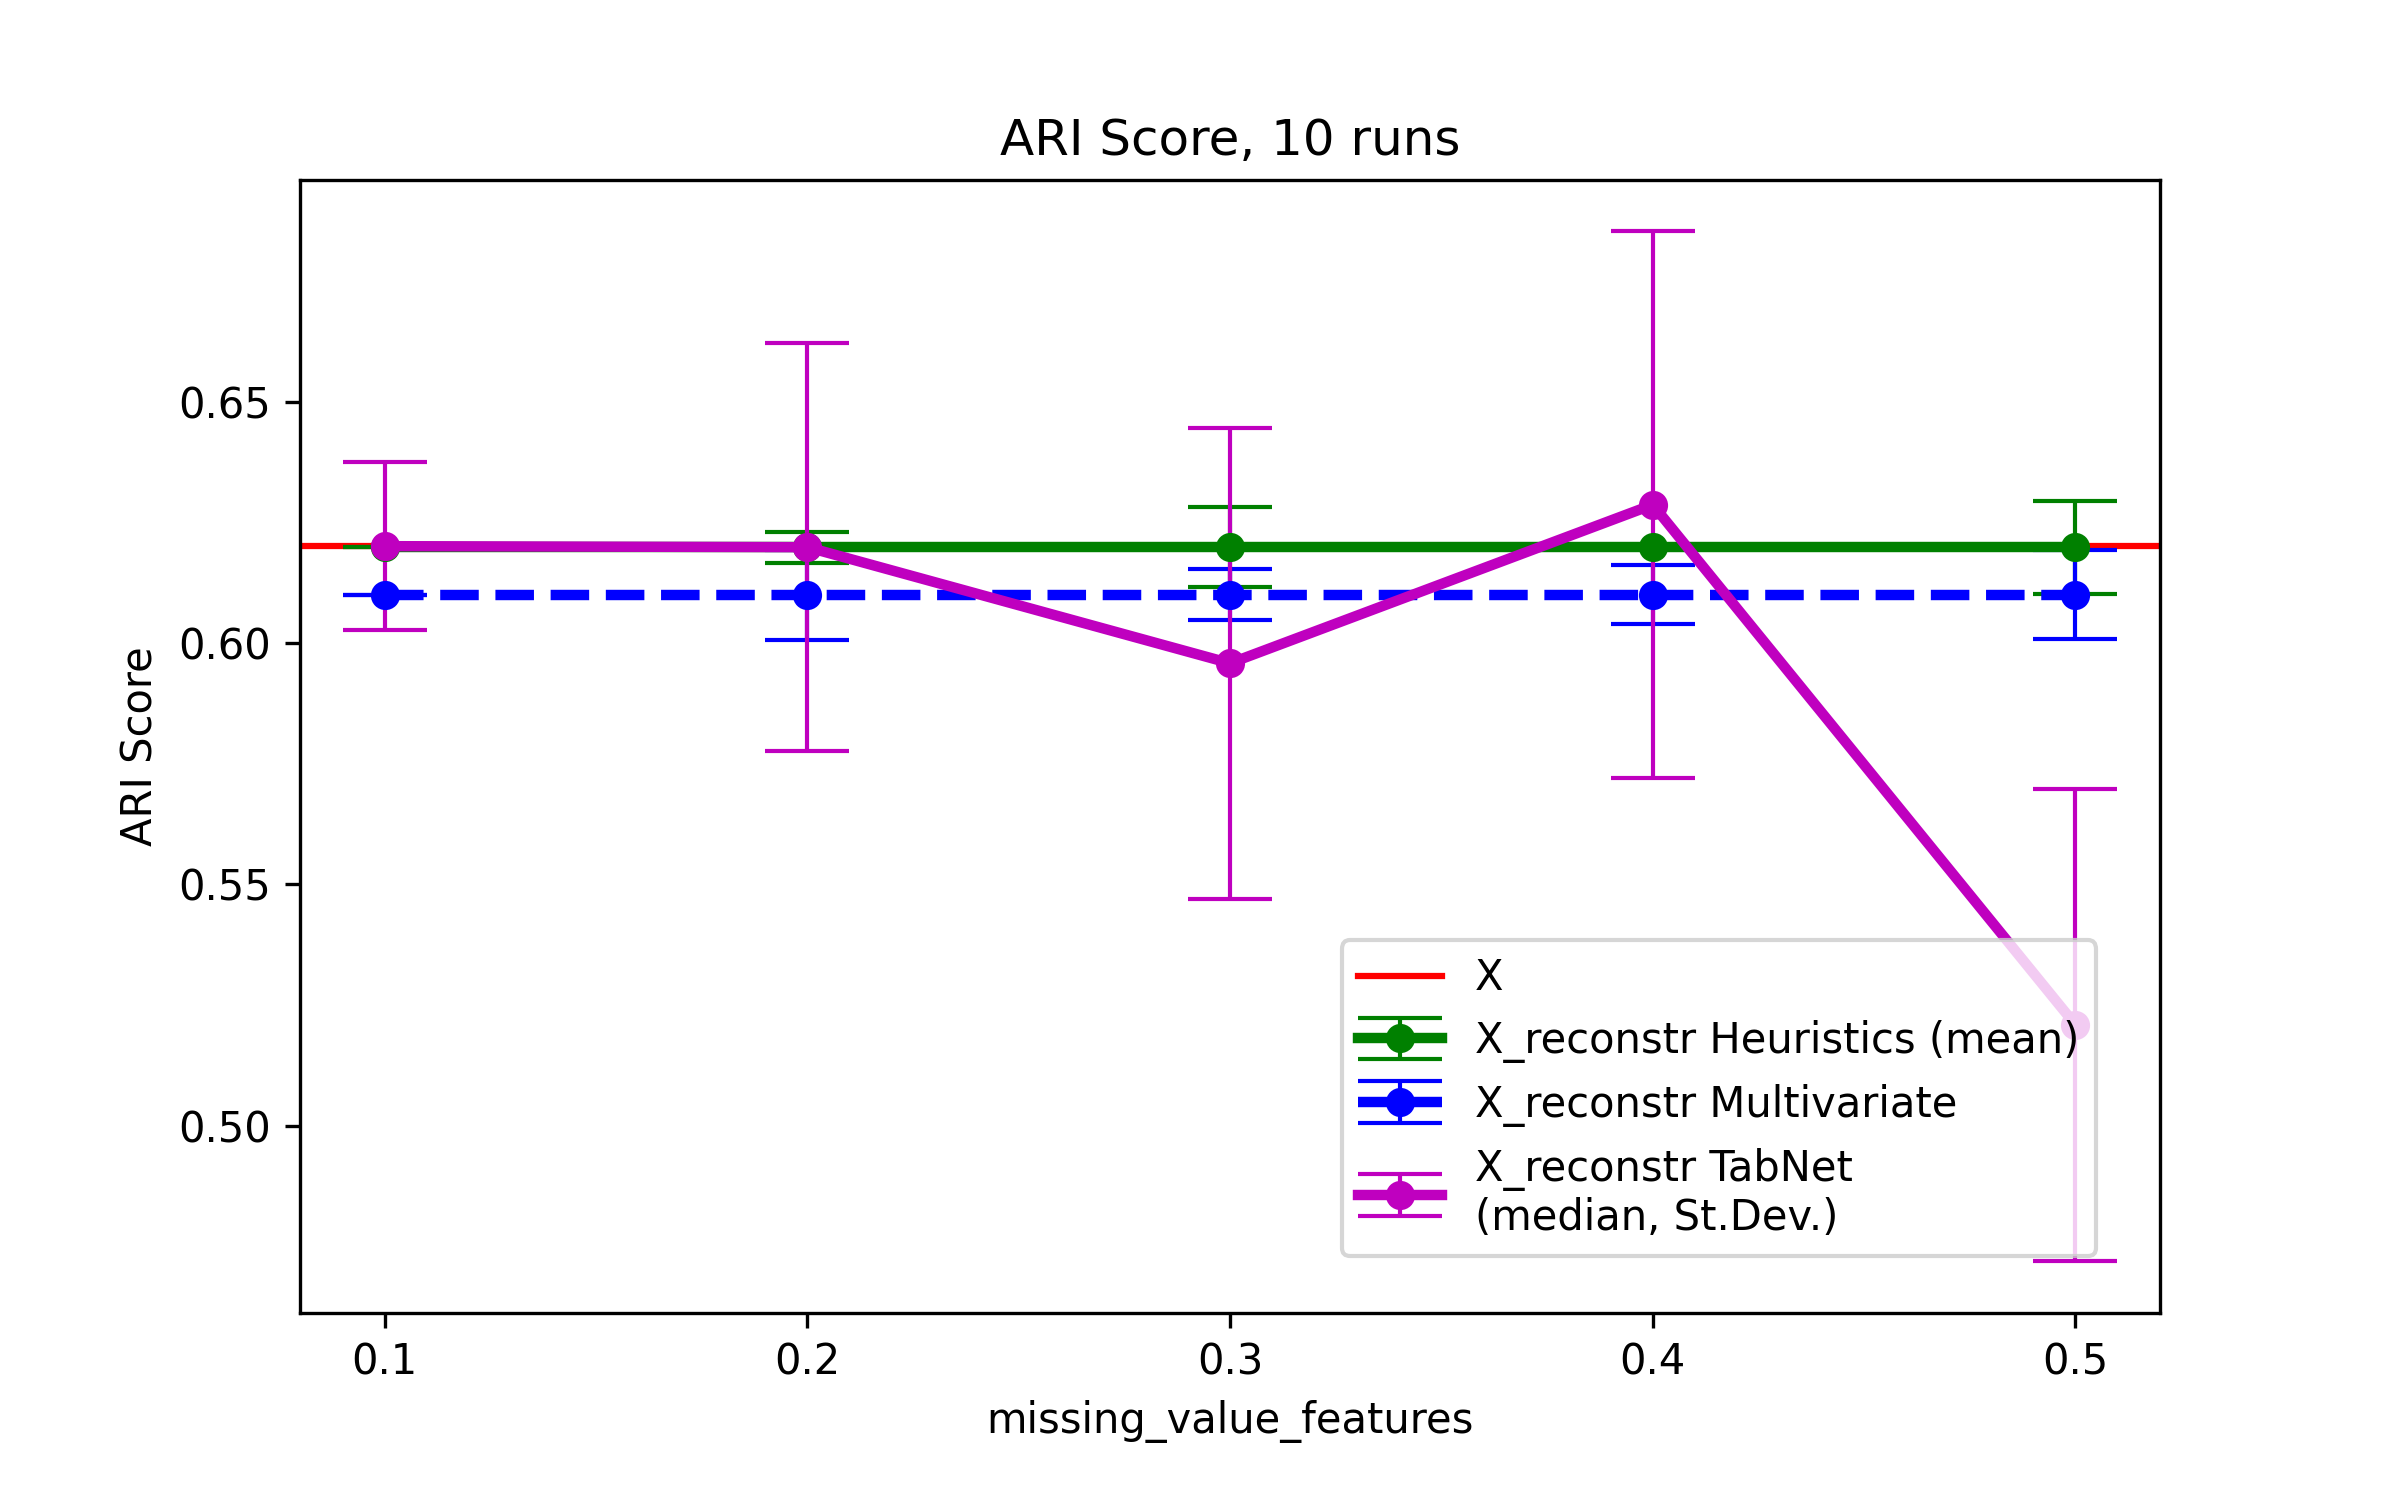 ARI Score, 10 runs
ARI Score
0.65
0.60
0.55
0.50
X
X_reconstr Heuristics (mean)
X_reconstr Multivariate
X_reconstr TabNet
(median, St.Dev.)
0.1 0.2 0.3 0.4 0.5
missing_value_features